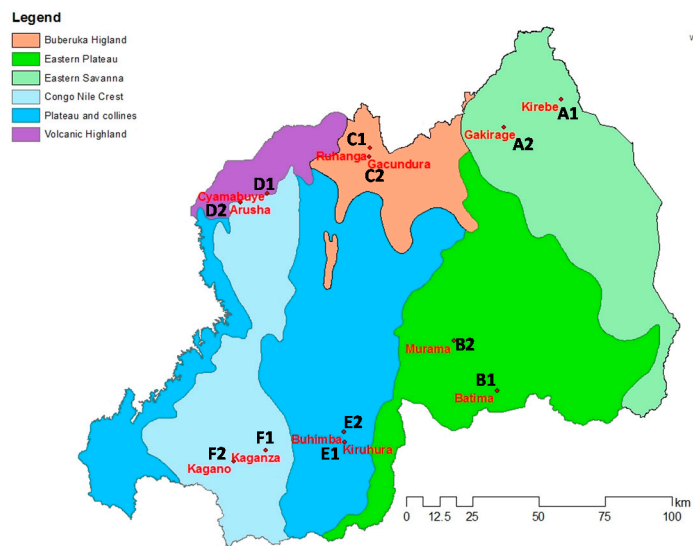 Legend
Buberuka Higland
Eastern Plateau
Eastern Savanna
Congo Nile Crest
Plateau and collines
Volcanic Highland
w
Kirebe
A1
Gakirage
A2
C1
Ruhanga
Gacundura
C2
D1
Cyamabuye
D2
Arusha
Murama
B2
B1
Batima
E2
Buhimba
Kiruhura
E1
F1
F2
Kaganza
Kagano
km
0 12.5 25 50 75 100